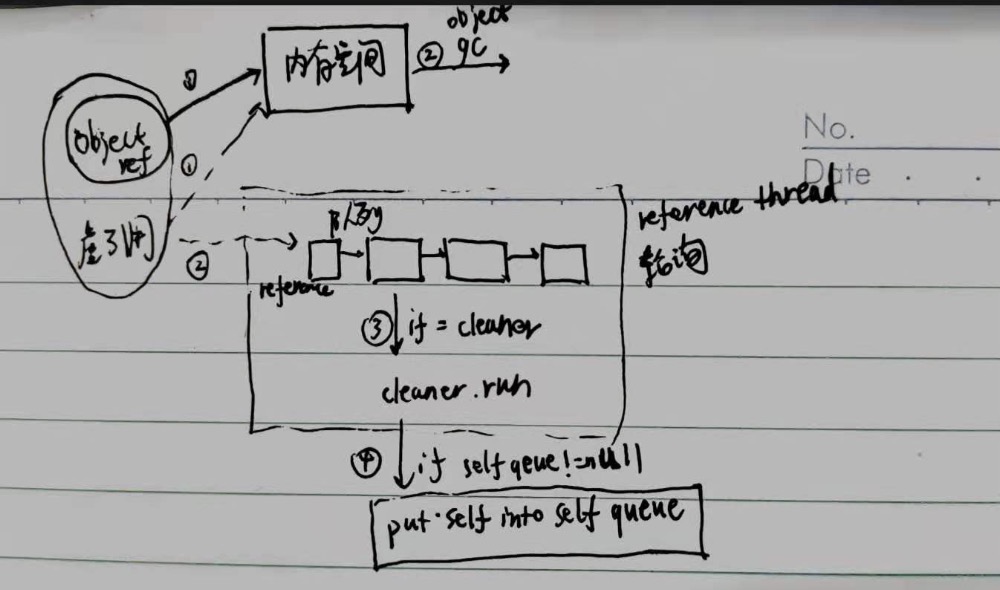 object
② gc
内存空间
①
Object
ref
①
虚引用
②
No.
Date
reference thread
轮询
队列
reference
③ if = cleaner
cleaner.run
④ if self queue != null
put self into self queue